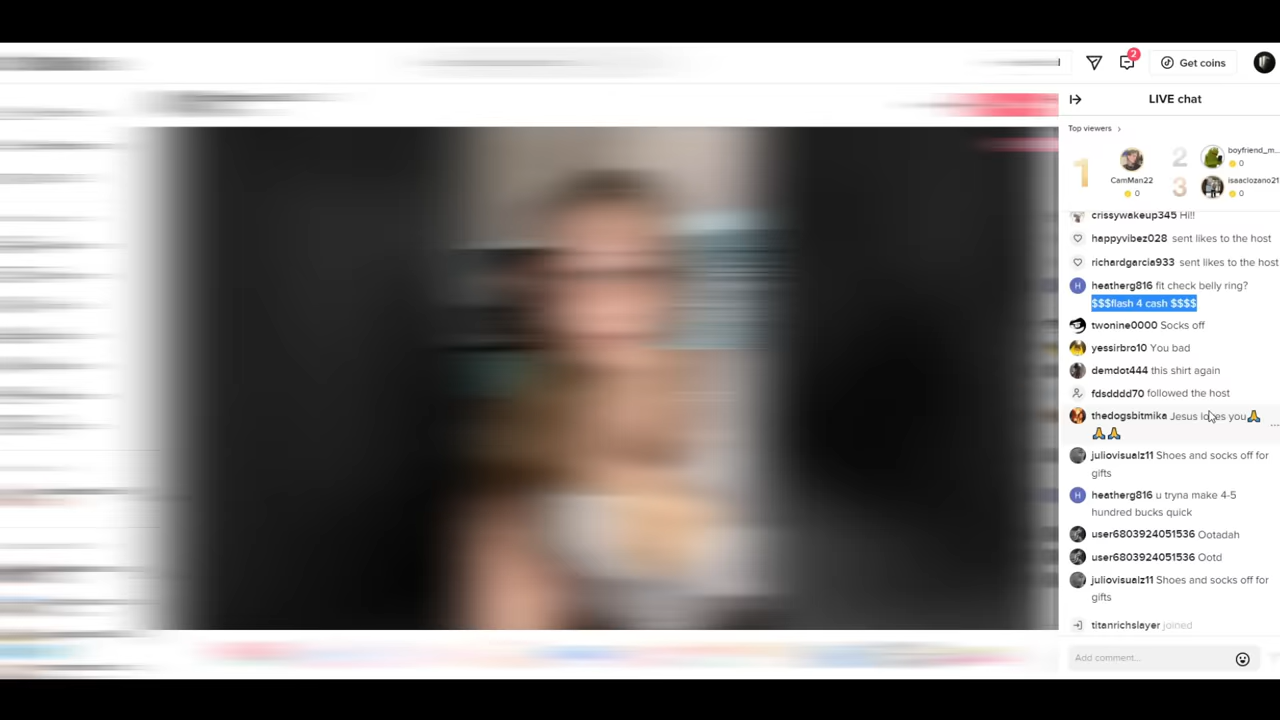 2
Get coins
LIVE chat
Top viewers >
1
CamMan22
0
2
boyfriend_m...
0
3
isaaclozano21
0
crissywakeup345 Hi!!
happyvibez028 sent likes to the host
richardgarcia933 sent likes to the host
heatherg816 fit check belly ring?
$$$flash 4 cash $$$$
twonine0000 Socks off
yessirbro10 You bad
demdot444 this shirt again
fdsdddd70 followed the host
thedogsbitmika Jesus loves you🙏
🙏🙏
juliovisualz11 Shoes and socks off for
gifts
heatherg816 u tryna make 4-5
hundred bucks quick
user6803924051536 Ootadah
user6803924051536 Ootd
juliovisualz11 Shoes and socks off for
gifts
titanrichslayer joined
Add comment...